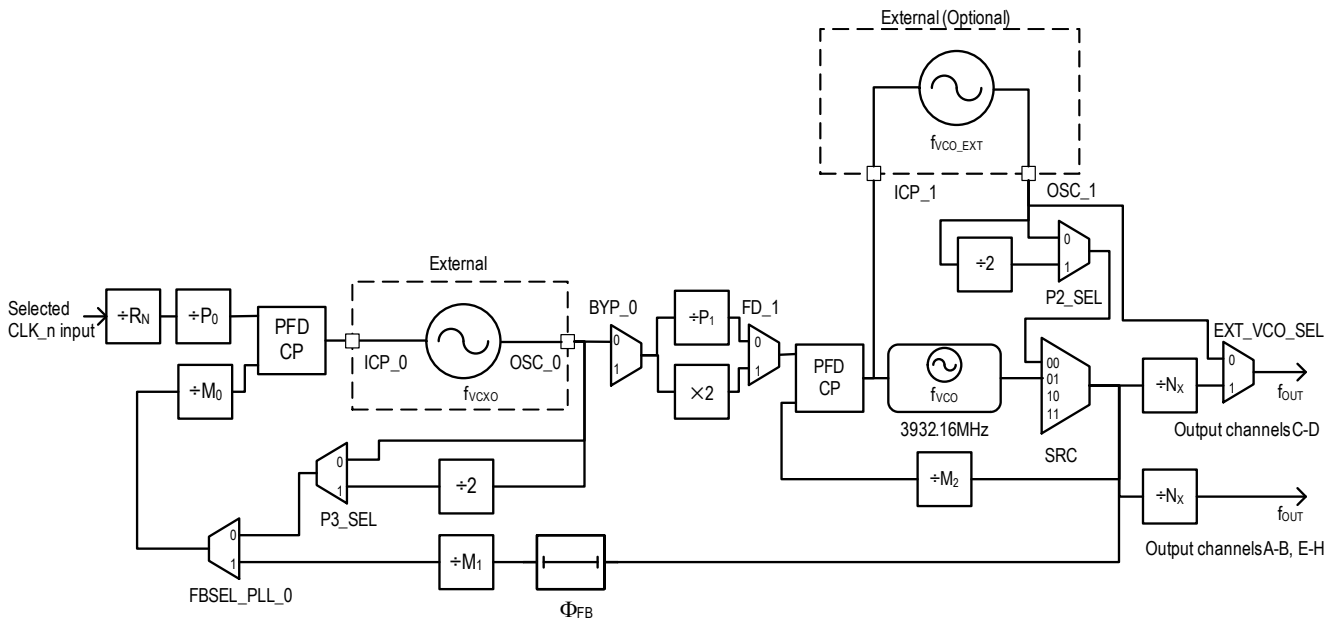 External (Optional)
fVCO_EXT
ICP_1
OSC_1
0
1
÷2
P2_SEL
External
Selected
CLK_n input
÷RN
÷P0
PFD
CP
ICP_0
fVCXO
OSC_0
BYP_0
0
1
÷P1
×2
FD_1
0
1
PFD
CP
fVCO
3932.16MHz
00
01
10
11
SRC
÷NX
EXT_VCO_SEL
0
1
fOUT
Output channels C-D
÷M0
÷M2
÷NX
fOUT
Output channels A-B, E-H
0
1
P3_SEL
÷2
0
1
FBSEL_PLL_0
÷M1
ΦFB